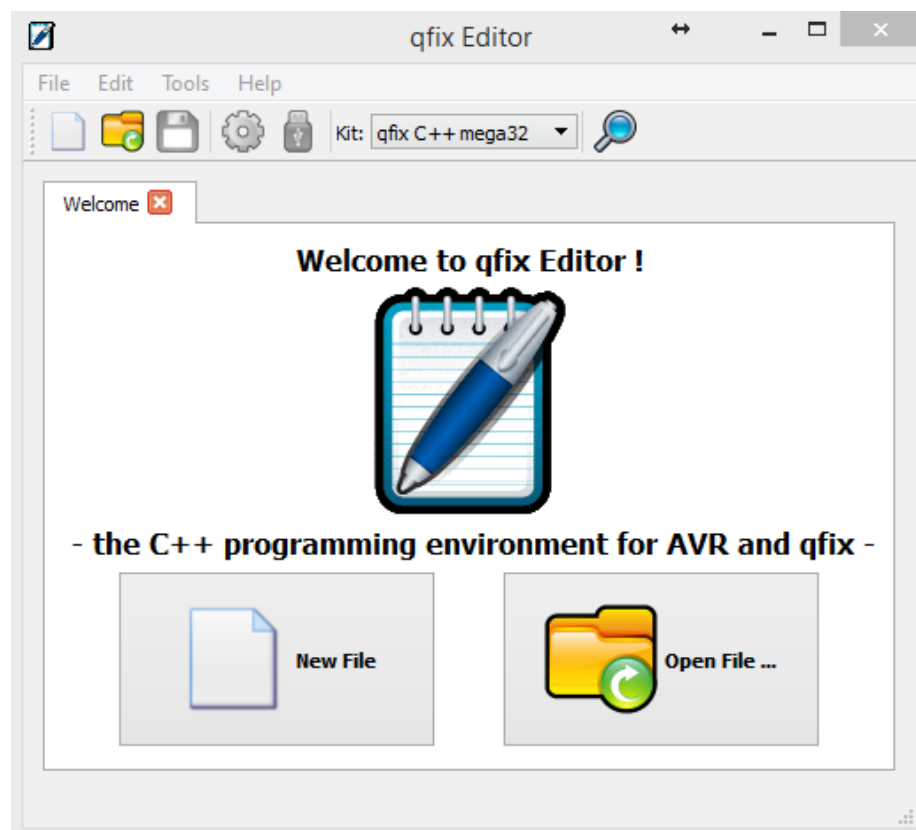 qfix Editor
File Edit Tools Help
Kit: qfix C++ mega32
Welcome
Welcome to qfix Editor !
- the C++ programming environment for AVR and qfix -
New File
Open File ...